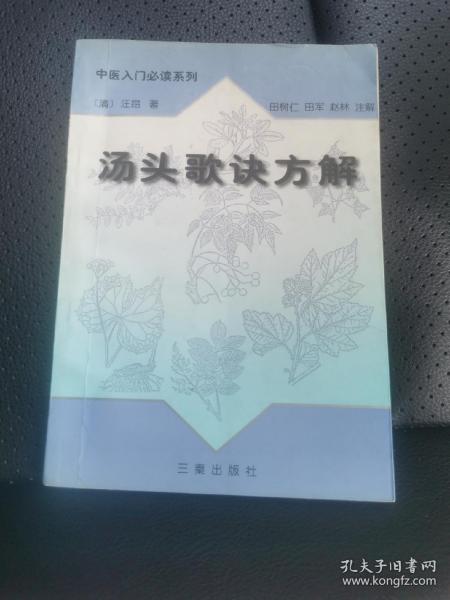 中医入门必读系列
〔清〕汪昂 著
田树仁 田军 赵林 注解
汤头歌诀方解
三秦出版社
孔夫子旧书网
www.kongfz.com